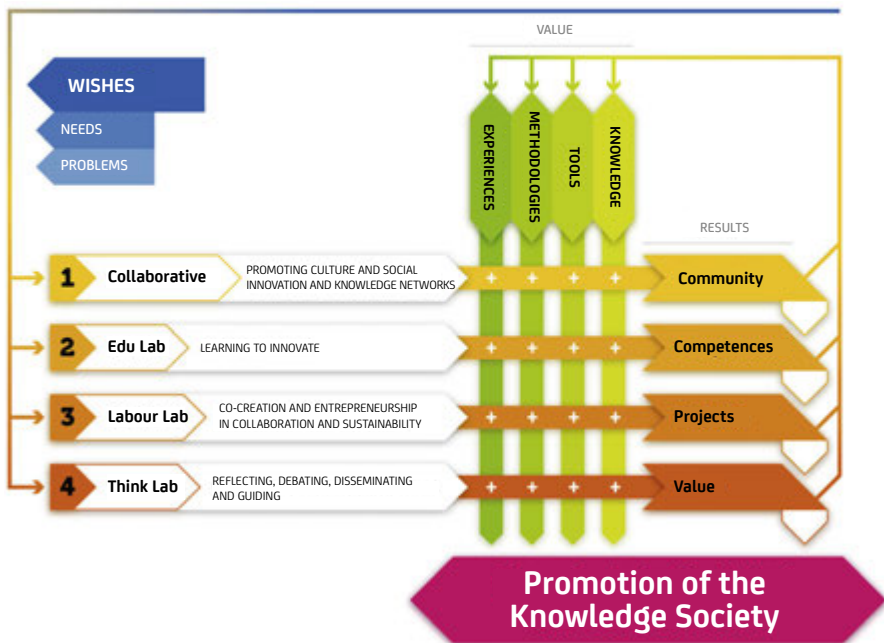 VALUE
WISHES
NEEDS
PROBLEMS
EXPERIENCES
METHODOLOGIES
TOOLS
KNOWLEDGE
RESULTS
1 Collaborative
PROMOTING CULTURE AND SOCIAL
INNOVATION AND KNOWLEDGE NETWORKS
+ + + +
Community
2 Edu Lab
LEARNING TO INNOVATE
+ + + +
Competences
3 Labour Lab
CO-CREATION AND ENTREPRENEURSHIP
IN COLLABORATION AND SUSTAINABILITY
+ + + +
Projects
4 Think Lab
REFLECTING, DEBATING, DISSEMINATING
AND GUIDING
+ + + +
Value
Promotion of the
Knowledge Society